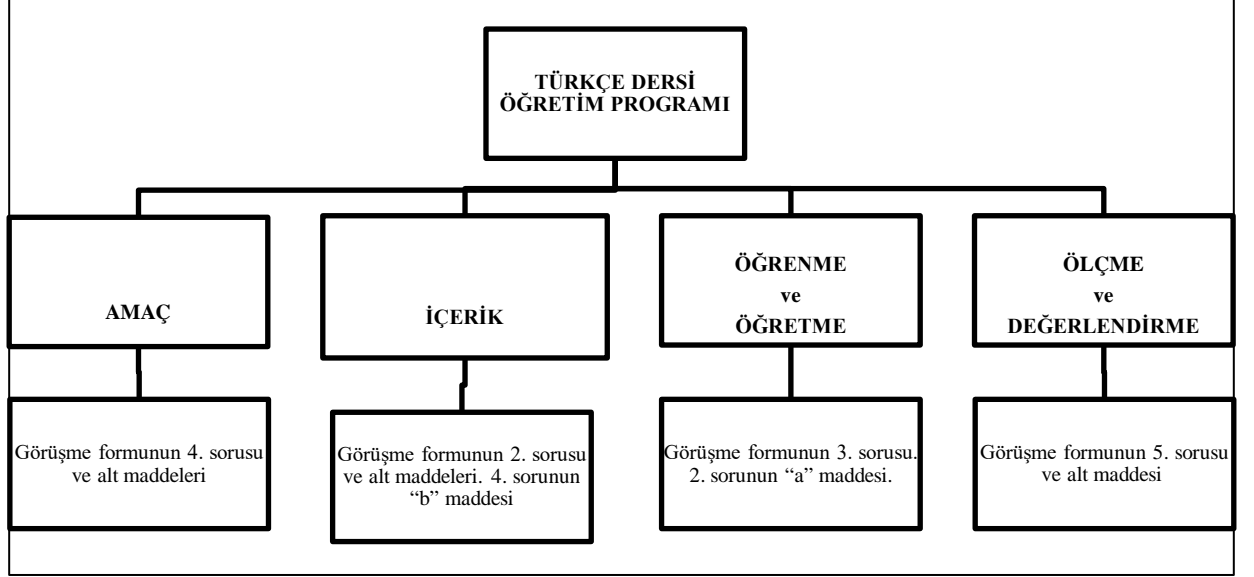 TÜRKÇE DERSİ
ÖĞRETİM PROGRAMI
AMAÇ
İÇERİK
ÖĞRENME
ve
ÖĞRETME
ÖLÇME
ve
DEĞERLENDİRME
Görüşme formunun 4. sorusu
ve alt maddeleri
Görüşme formunun 2. sorusu
ve alt maddeleri. 4. sorunun
“b” maddesi
Görüşme formunun 3. sorusu.
2. sorunun “a” maddesi.
Görüşme formunun 5. sorusu
ve alt maddesi